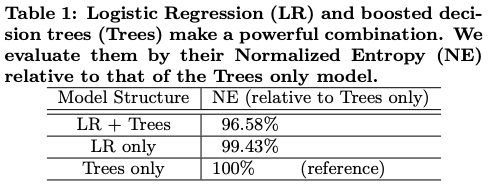 Table 1: Logistic Regression (LR) and boosted deci-
sion trees (Trees) make a powerful combination. We
evaluate them by their Normalized Entropy (NE)
relative to that of the Trees only model.
Model Structure NE (relative to Trees only)
LR + Trees 96.58%
LR only 99.43%
Trees only 100% (reference)